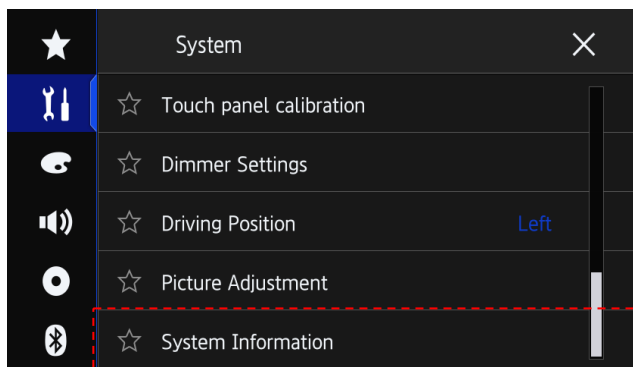 System
Touch panel calibration
Dimmer Settings
Driving Position Left
Picture Adjustment
System Information